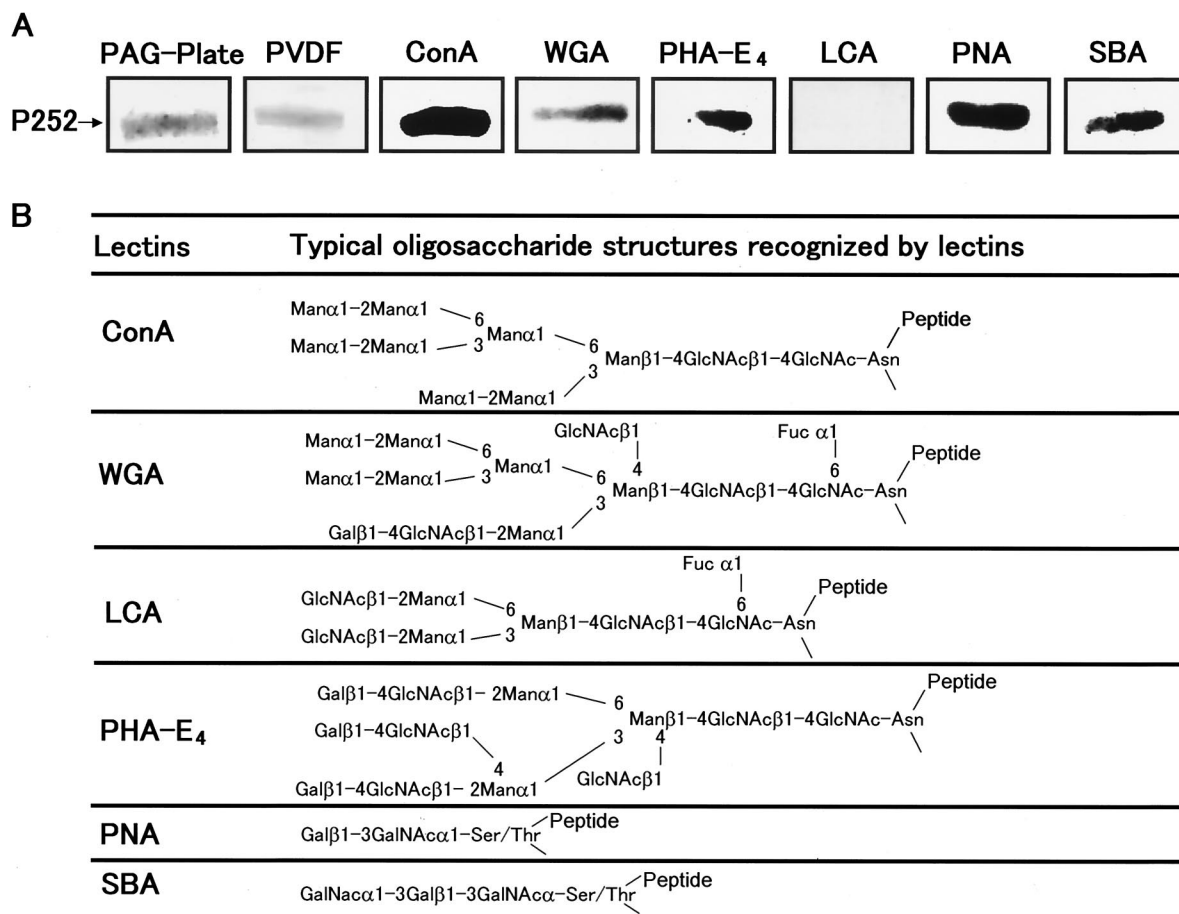 A
PAG-Plate PVDF ConA WGA PHA-E₄ LCA PNA SBA
P252→
B
Lectins Typical oligosaccharide structures recognized by lectins
ConA
Manα1-2Manα1
6
Manα1
Manα1-2Manα1
3
6
Manβ1-4GlcNAcβ1-4GlcNAc-Asn
Peptide
3
Manα1-2Manα1
WGA
GlcNAcβ1
Fuc α1
Manα1-2Manα1
6
Manα1
Manα1-2Manα1
3
6
4
6
Manβ1-4GlcNAcβ1-4GlcNAc-Asn
Peptide
3
Galβ1-4GlcNAcβ1-2Manα1
LCA
Fuc α1
GlcNAcβ1-2Manα1
6
6
Manβ1-4GlcNAcβ1-4GlcNAc-Asn
Peptide
GlcNAcβ1-2Manα1
3
PHA-E₄
Galβ1-4GlcNAcβ1- 2Manα1
6
Manβ1-4GlcNAcβ1-4GlcNAc-Asn
Peptide
Galβ1-4GlcNAcβ1
3
4
4
GlcNAcβ1
Galβ1-4GlcNAcβ1- 2Manα1
PNA
Galβ1-3GalNAcα1-Ser/Thr
Peptide
SBA
GalNacα1-3Galβ1-3GalNAcα-Ser/Thr
Peptide